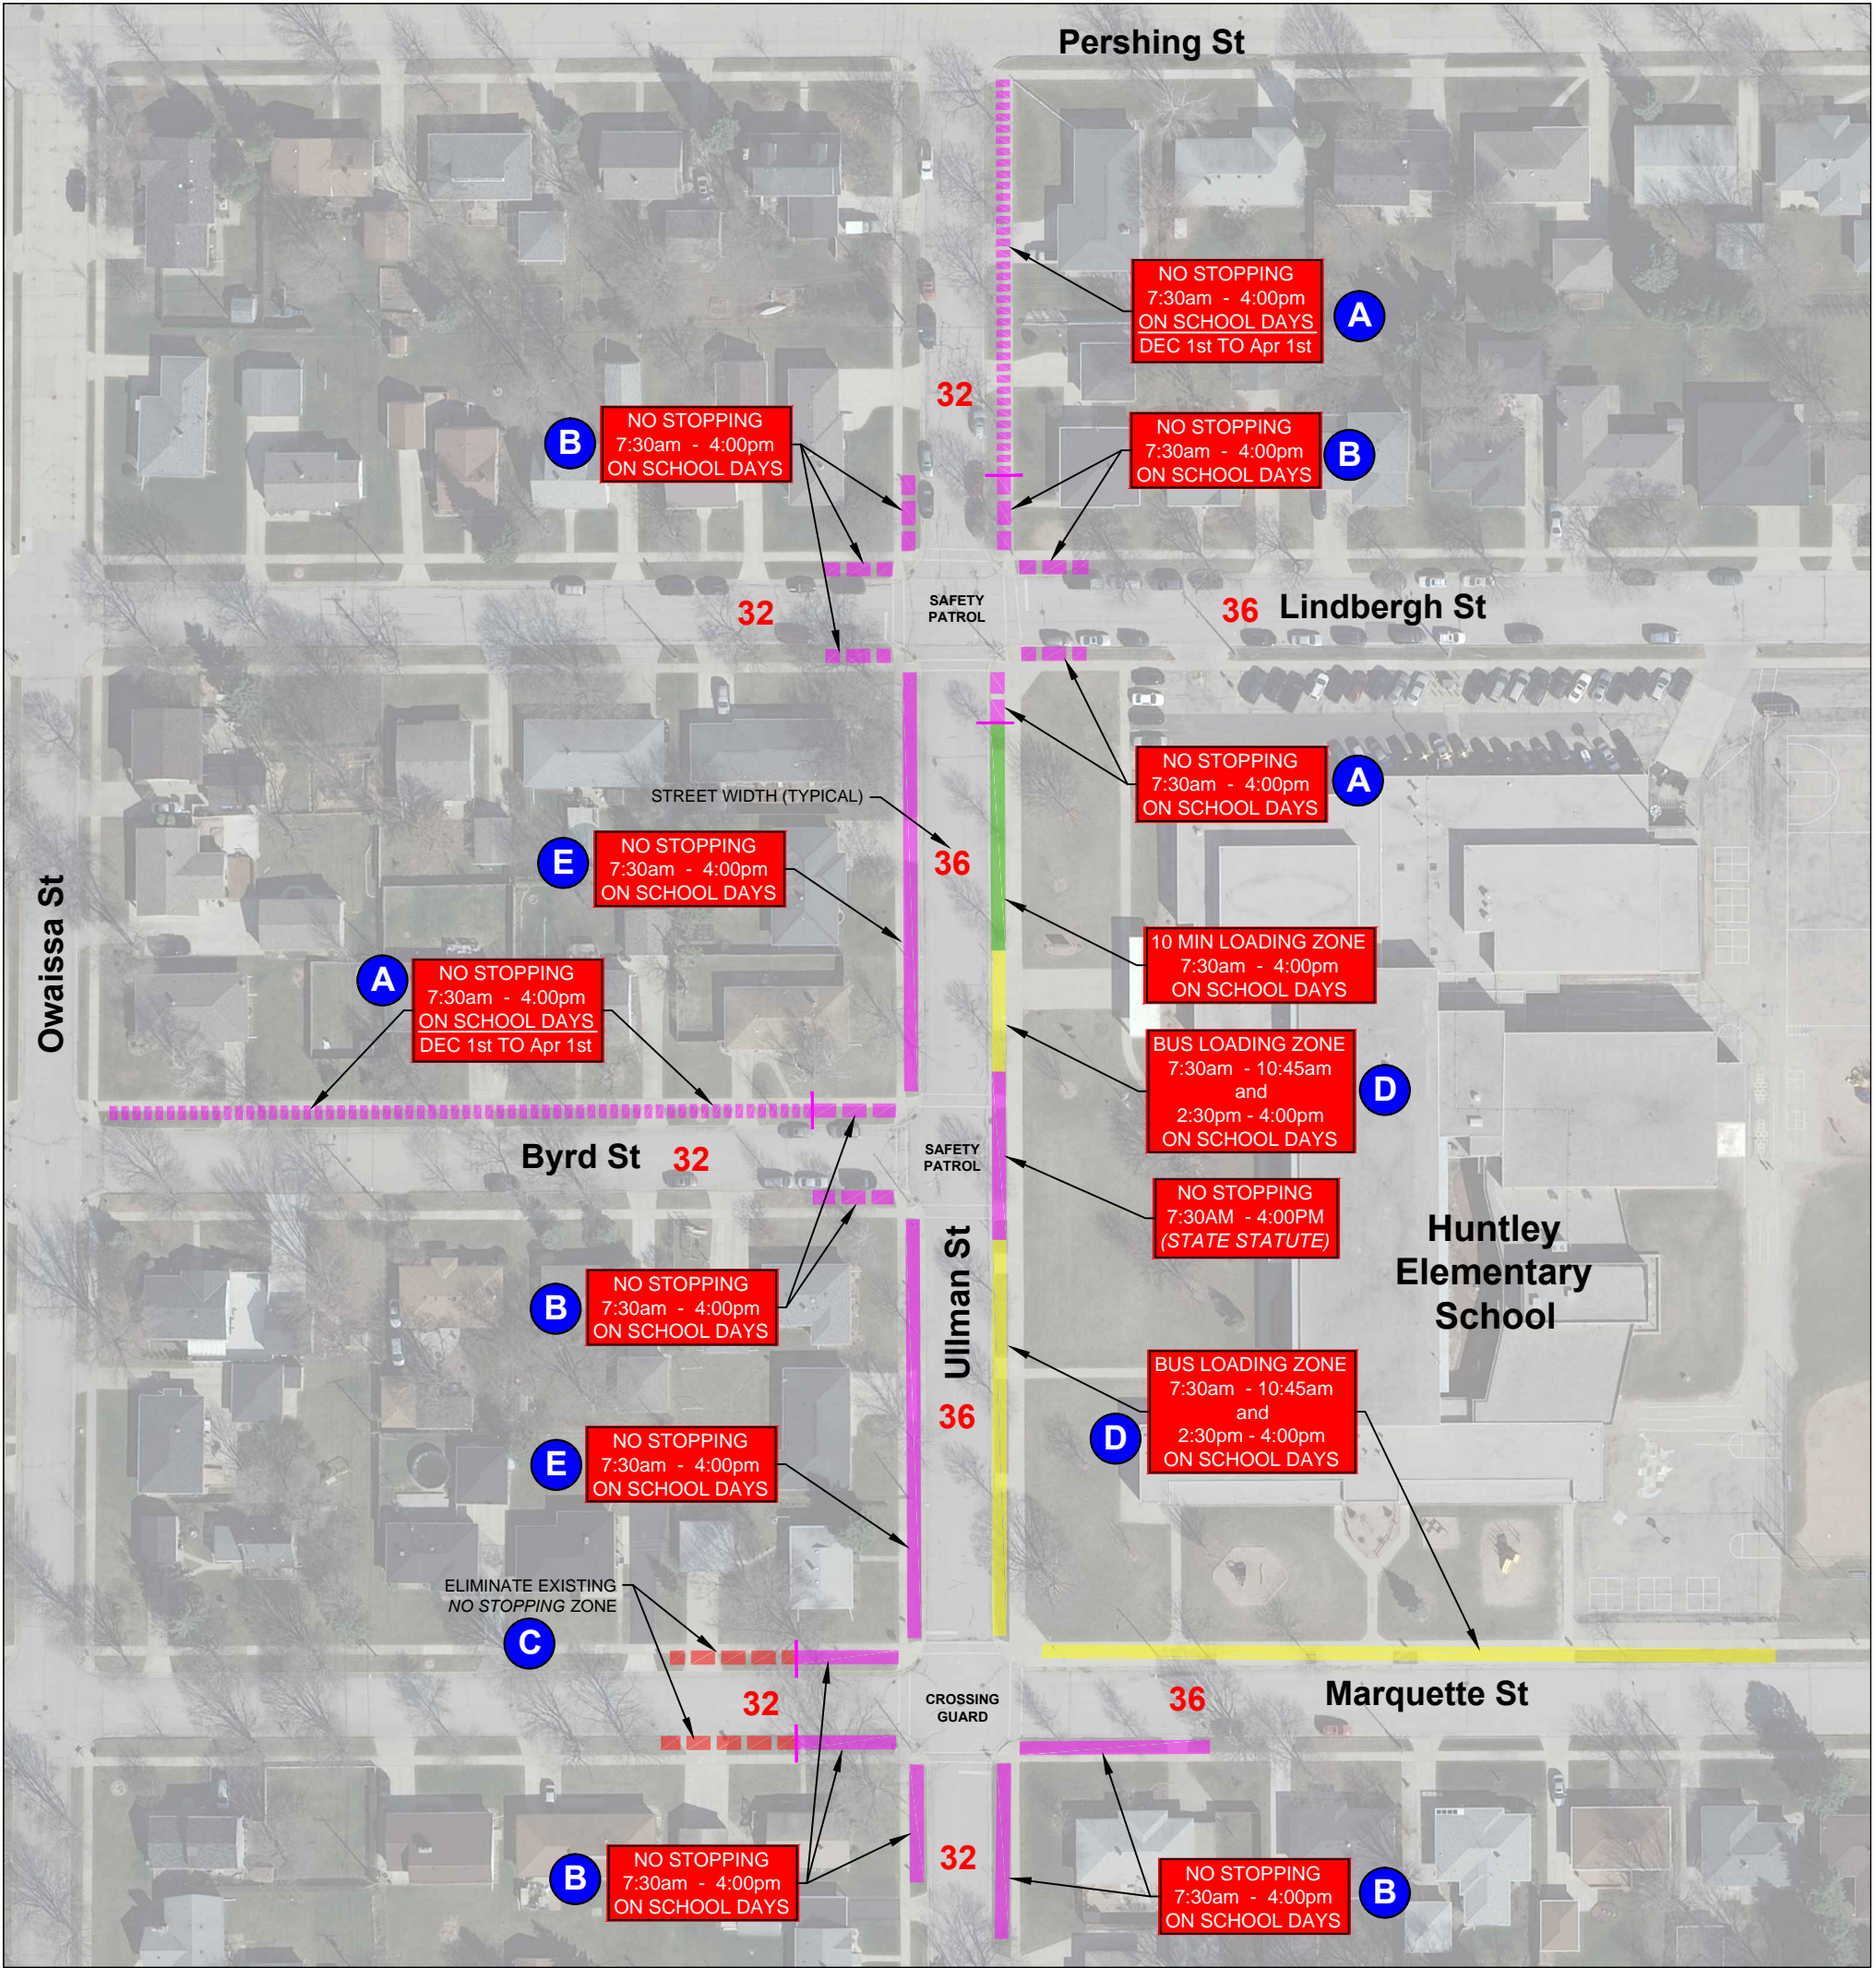 Pershing St
NO STOPPING
7:30am - 4:00pm
ON SCHOOL DAYS
DEC 1st TO Apr 1st
A
32
B
NO STOPPING
7:30am - 4:00pm
ON SCHOOL DAYS
NO STOPPING
7:30am - 4:00pm
ON SCHOOL DAYS
B
32
SAFETY
PATROL
36
Lindbergh St
NO STOPPING
7:30am - 4:00pm
ON SCHOOL DAYS
A
STREET WIDTH (TYPICAL)
36
E
NO STOPPING
7:30am - 4:00pm
ON SCHOOL DAYS
Owaissa St
10 MIN LOADING ZONE
7:30am - 4:00pm
ON SCHOOL DAYS
A
NO STOPPING
7:30am - 4:00pm
ON SCHOOL DAYS
DEC 1st TO Apr 1st
BUS LOADING ZONE
7:30am - 10:45am
and
2:30pm - 4:00pm
ON SCHOOL DAYS
D
Byrd St
32
SAFETY
PATROL
NO STOPPING
7:30AM - 4:00PM
(STATE STATUTE)
Ullman St
Huntley
Elementary
School
B
NO STOPPING
7:30am - 4:00pm
ON SCHOOL DAYS
36
BUS LOADING ZONE
7:30am - 10:45am
and
2:30pm - 4:00pm
ON SCHOOL DAYS
D
E
NO STOPPING
7:30am - 4:00pm
ON SCHOOL DAYS
ELIMINATE EXISTING
NO STOPPING ZONE
C
32
CROSSING
GUARD
36
Marquette St
B
NO STOPPING
7:30am - 4:00pm
ON SCHOOL DAYS
32
NO STOPPING
7:30am - 4:00pm
ON SCHOOL DAYS
B